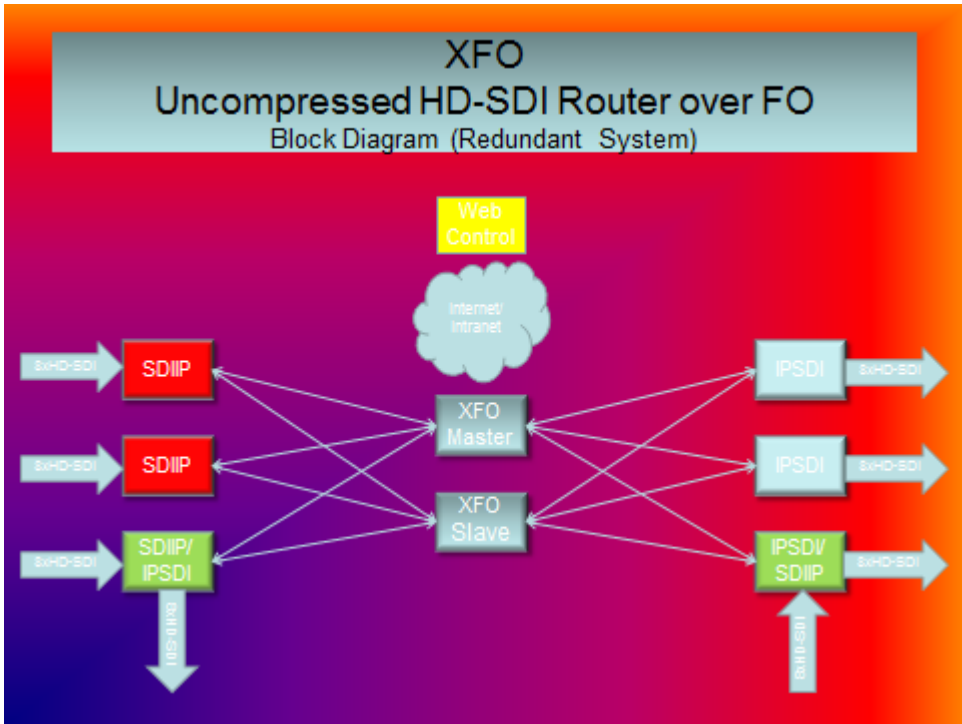 XFO
Uncompressed HD-SDI Router over FO
Block Diagram (Redundant System)
Web
Control
Internet/
Intranet
8xHD-SDI
SDIIP
IPSDI
8xHD-SDI
XFO
Master
8xHD-SDI
SDIIP
IPSDI
8xHD-SDI
XFO
Slave
8xHD-SDI
SDIIP/
IPSDI
IPSDI/
SDIIP
8xHD-SDI
8xHD-SDI
8xHD-SDI